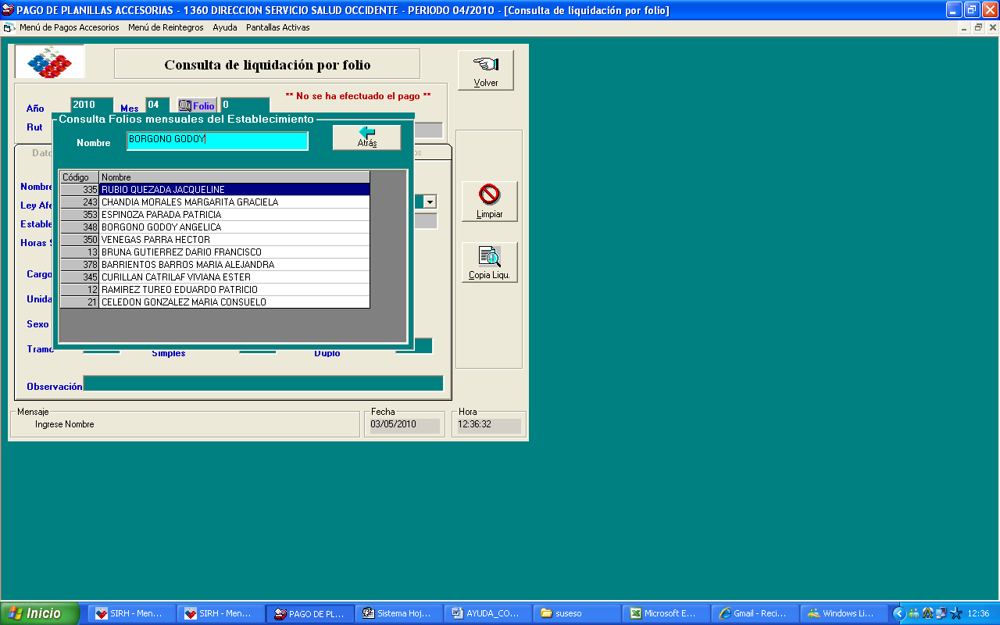 PAGO DE PLANILLAS ACCESORIAS - 1360 DIRECCION SERVICIO SALUD OCCIDENTE - PERIODO 04/2010 - [Consulta de liquidación por folio]
Menú de Pagos Accesorios Menú de Reintegros Ayuda Pantallas Activas
Consulta de liquidación por folio
Volver
** No se ha efectuado el pago **
Año 2010 Mes 04 Folio 0
Rut
Consulta Folios mensuales del Establecimiento
Nombre BORGONO GODOY
Atrás
Código Nombre
335 RUBIO QUEZADA JACQUELINE
243 CHANDIA MORALES MARGARITA GRACIELA
353 ESPINOZA PARADA PATRICIA
348 BORGONO GODOY ANGELICA
350 VENEGAS PARRA HECTOR
13 BRUNA GUTIERREZ DARIO FRANCISCO
378 BARRIENTOS BARROS MARIA ALEJANDRA
345 CURILLAN CATRILAF VIVIANA ESTER
12 RAMIREZ TUREO EDUARDO PATRICIO
21 CELEDON GONZALEZ MARIA CONSUELO
Dato
os
Nombre
Ley Afe
Estable
Horas S
Cargo
Unida
Sexo
Tramo
Simples Duplo
Observación
Limpiar
Copia Liqu.
Mensaje
Ingrese Nombre
Fecha
03/05/2010
Hora
12:36:32
Inicio SIRH - Men... SIRH - Men... PAGO DE PL... Sistema Hoj... AYUDA_CO... suseso Microsoft E... Gmail - Reci... Windows Li... 12:36